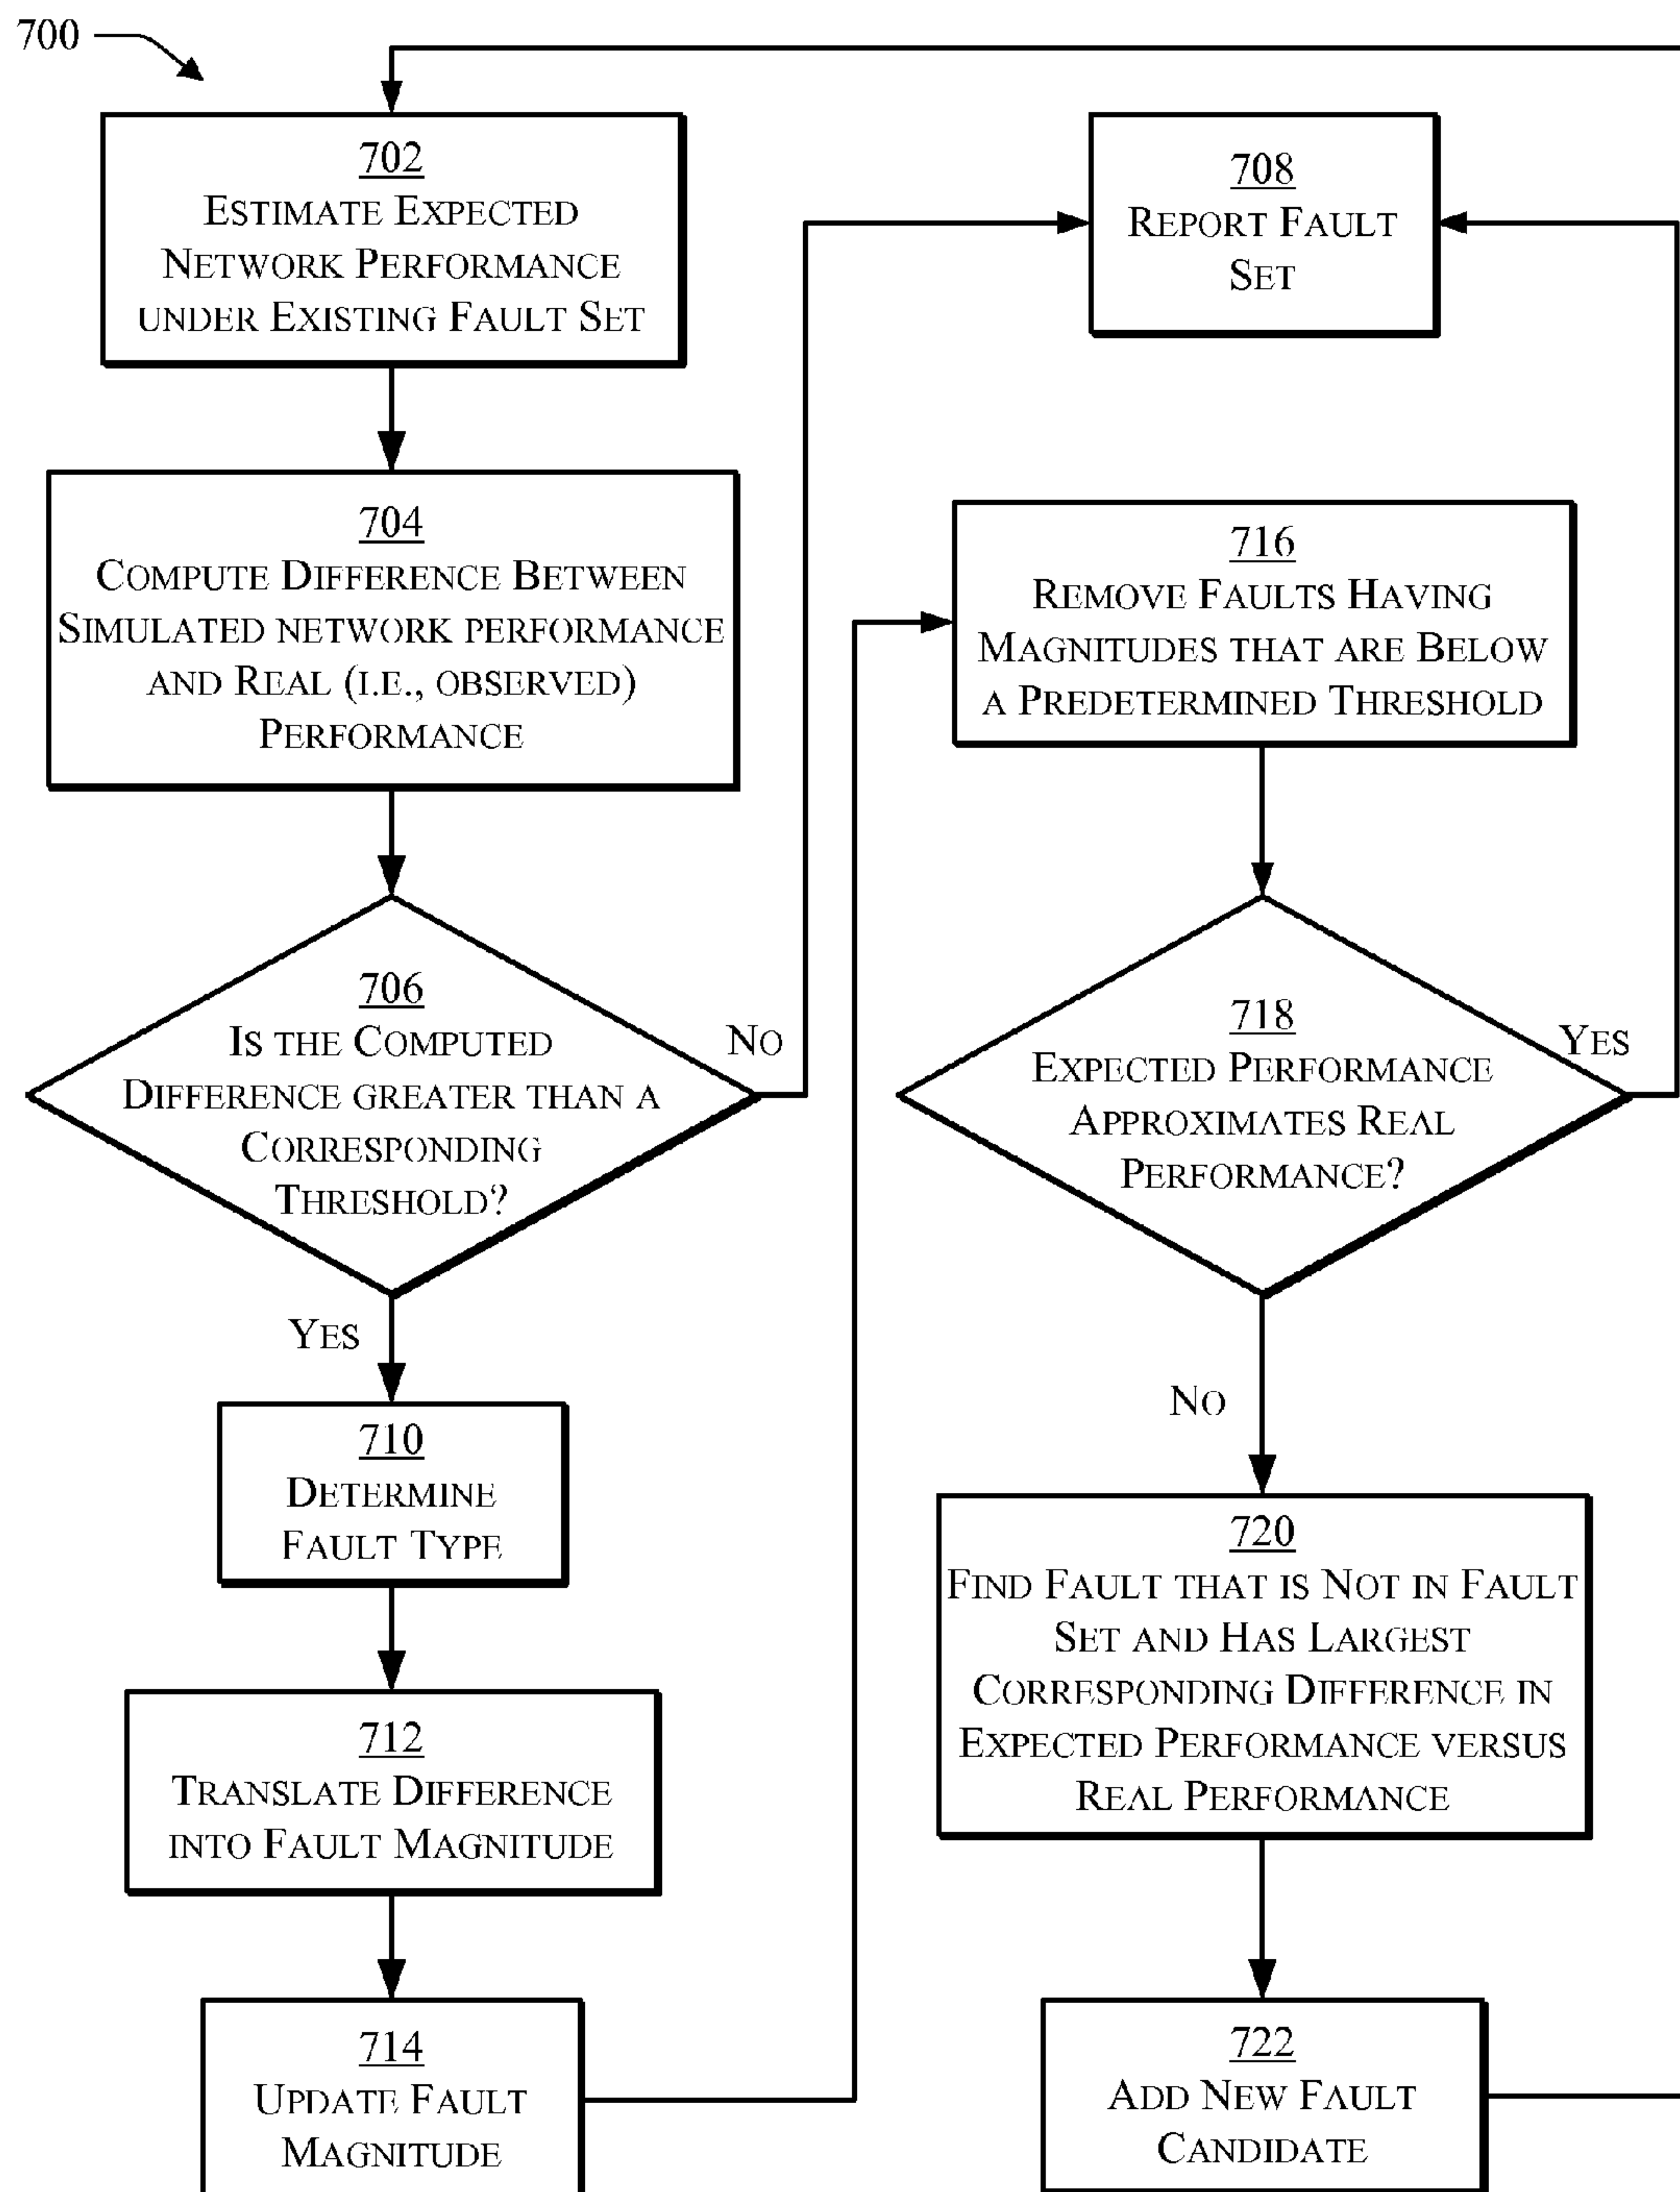 700
702
ESTIMATE EXPECTED
NETWORK PERFORMANCE
UNDER EXISTING FAULT SET
704
COMPUTE DIFFERENCE BETWEEN
SIMULATED NETWORK PERFORMANCE
AND REAL (I.E., OBSERVED)
PERFORMANCE
706
IS THE COMPUTED
DIFFERENCE GREATER THAN A
CORRESPONDING
THRESHOLD?
NO
YES
710
DETERMINE
FAULT TYPE
712
TRANSLATE DIFFERENCE
INTO FAULT MAGNITUDE
714
UPDATE FAULT
MAGNITUDE
708
REPORT FAULT
SET
716
REMOVE FAULTS HAVING
MAGNITUDES THAT ARE BELOW
A PREDETERMINED THRESHOLD
718
EXPECTED PERFORMANCE
APPROXIMATES REAL
PERFORMANCE?
YES
NO
720
FIND FAULT THAT IS NOT IN FAULT
SET AND HAS LARGEST
CORRESPONDING DIFFERENCE IN
EXPECTED PERFORMANCE VERSUS
REAL PERFORMANCE
722
ADD NEW FAULT
CANDIDATE